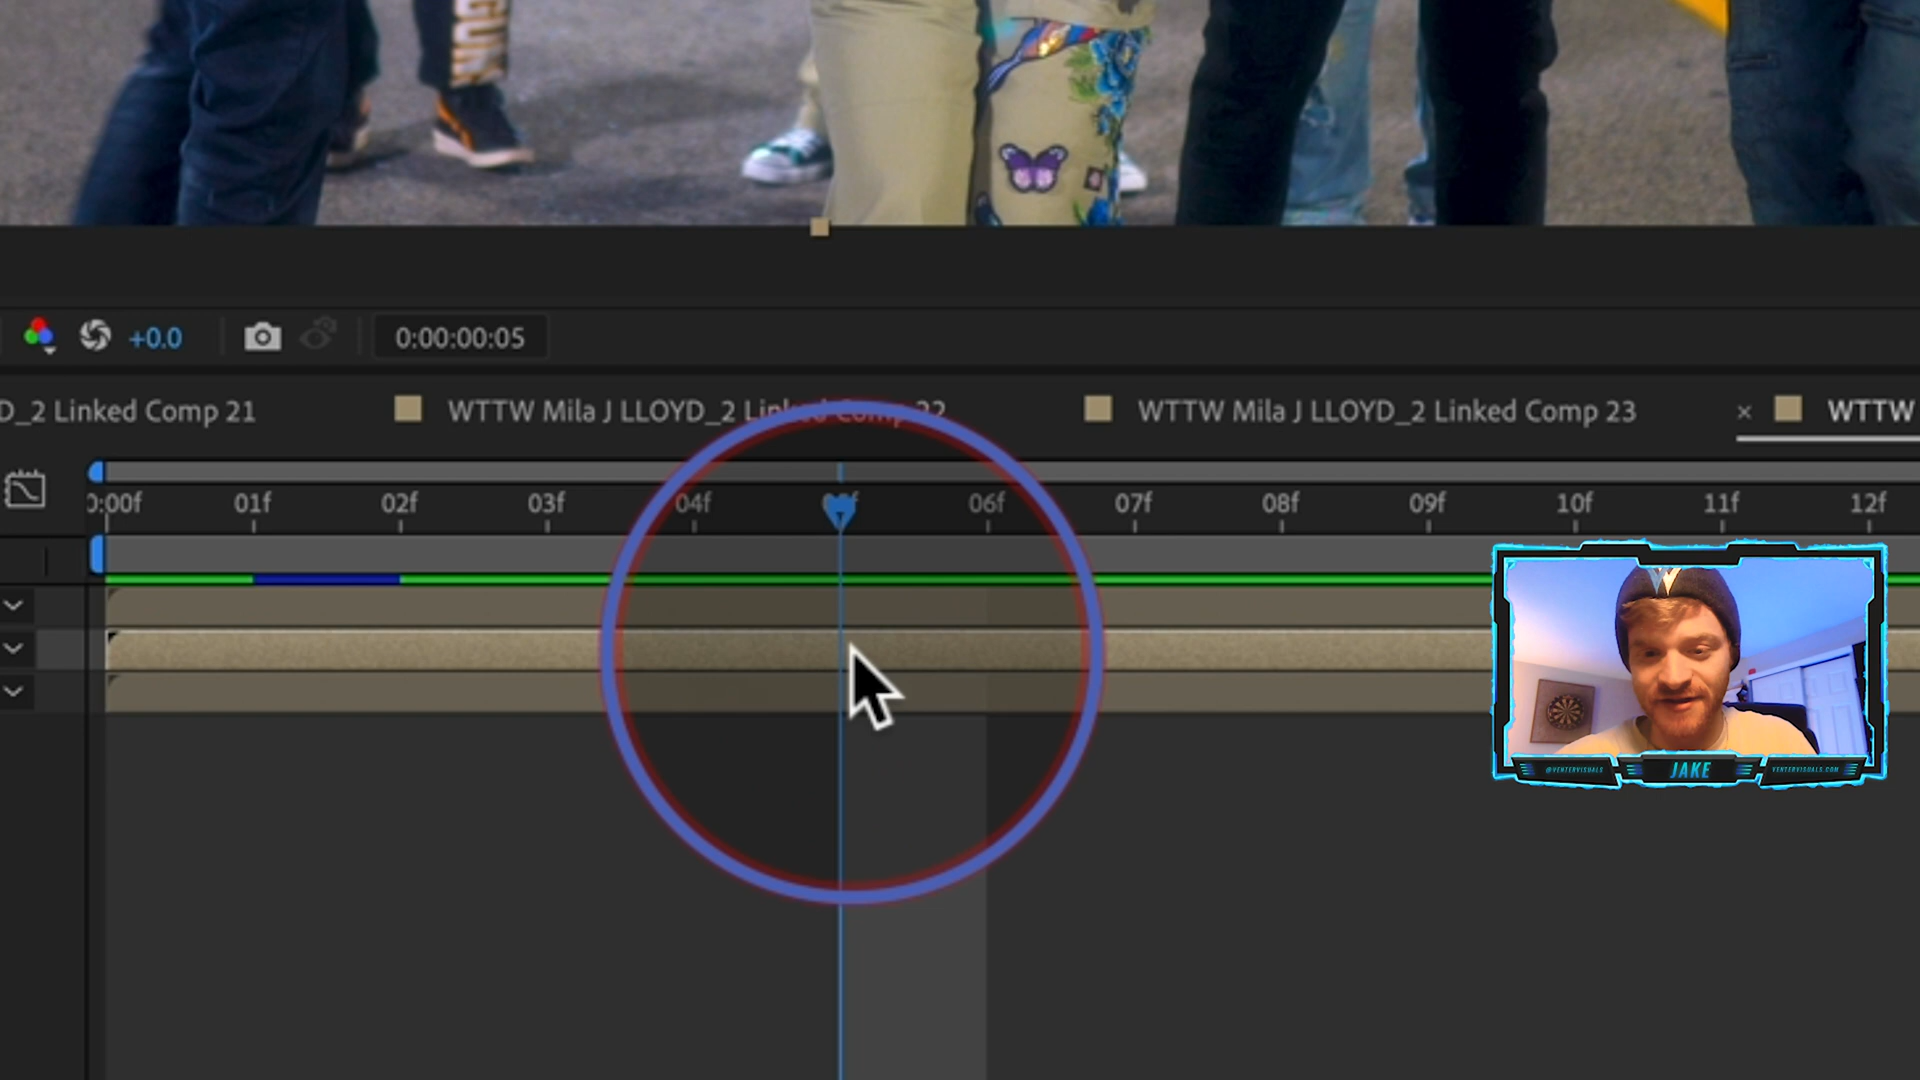 GUN
+0.0
0:00:00:05
D_2 Linked Comp 21
WTTW Mila J LLOYD_2 Linked Comp 22
WTTW Mila J LLOYD_2 Linked Comp 23
× WTTW
0:00f 01f 02f 03f 04f 05f 06f 07f 08f 09f 10f 11f 12f
@VENTERVISUALS JAKE VENTERVISUALS.COM